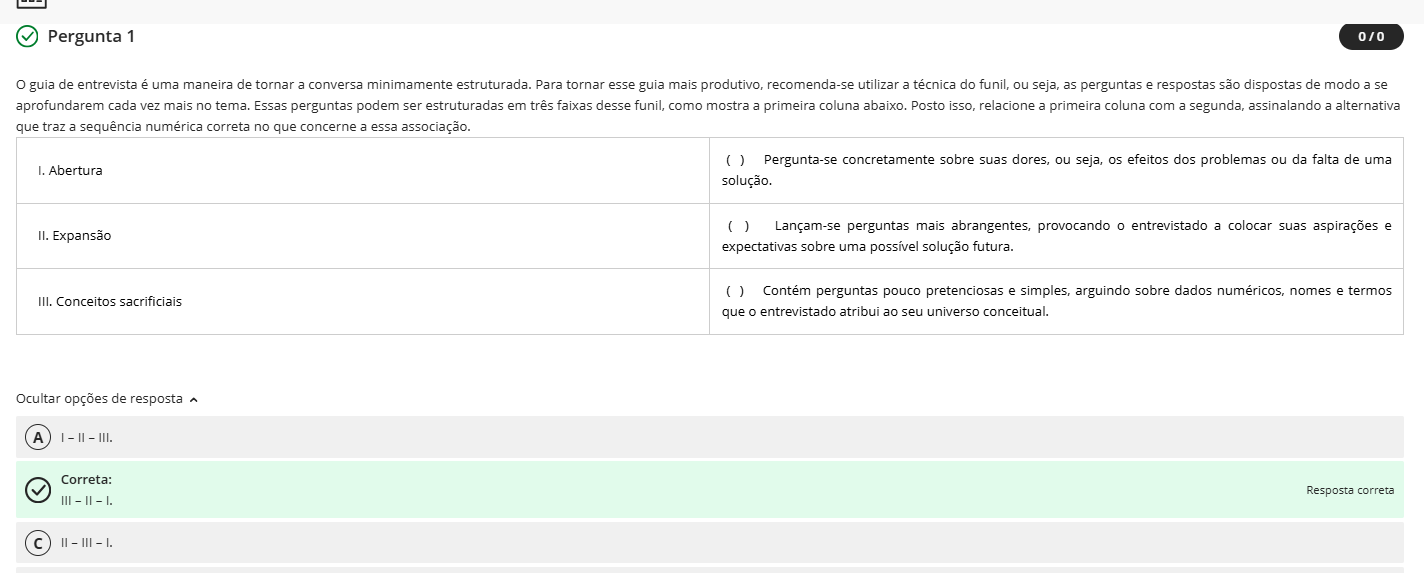 Pergunta 1
0 / 0
O guia de entrevista é uma maneira de tornar a conversa minimamente estruturada. Para tornar esse guia mais produtivo, recomenda-se utilizar a técnica do funil, ou seja, as perguntas e respostas são dispostas de modo a se
aprofundarem cada vez mais no tema. Essas perguntas podem ser estruturadas em três faixas desse funil, como mostra a primeira coluna abaixo. Posto isso, relacione a primeira coluna com a segunda, assinalando a alternativa
que traz a sequência numérica correta no que concerne a essa associação.
I. Abertura
( ) Pergunta-se concretamente sobre suas dores, ou seja, os efeitos dos problemas ou da falta de uma
solução.
II. Expansão
( ) Lançam-se perguntas mais abrangentes, provocando o entrevistado a colocar suas aspirações e
expectativas sobre uma possível solução futura.
III. Conceitos sacrificiais
( ) Contém perguntas pouco pretenciosas e simples, arguindo sobre dados numéricos, nomes e termos
que o entrevistado atribui ao seu universo conceitual.
Ocultar opções de resposta
A I – II – III.
Correta:
III – II – I.
Resposta correta
C II – III – I.